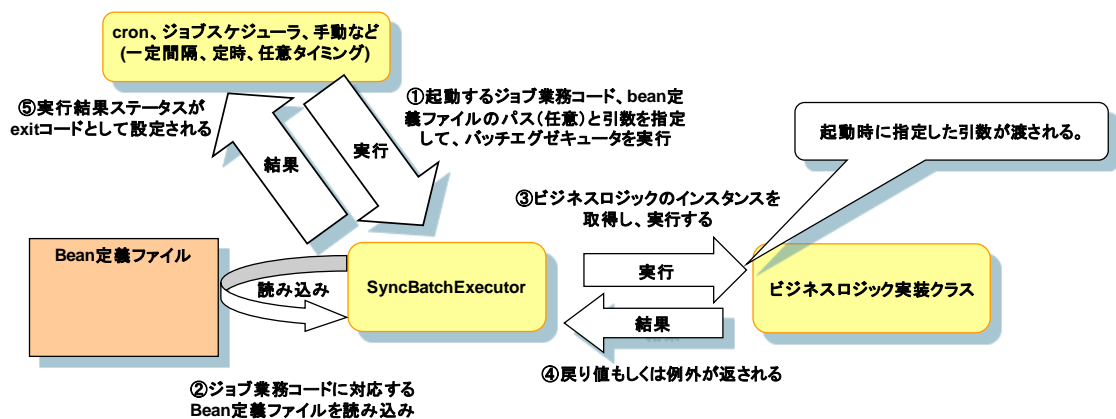 cron、ジョブスケジューラ、手動など
(一定間隔、定時、任意タイミング)
⑤実行結果ステータスが
exitコードとして設定される
①起動するジョブ業務コード、bean定
義ファイルのパス（任意）と引数を指定
して、バッチエグゼキュータを実行
結果
実行
起動時に指定した引数が渡される。
③ビジネスロジックのインスタンスを
取得し、実行する
Bean定義ファイル
読み込み
SyncBatchExecutor
実行
結果
ビジネスロジック実装クラス
④戻り値もしくは例外が返される
②ジョブ業務コードに対応する
Bean定義ファイルを読み込み